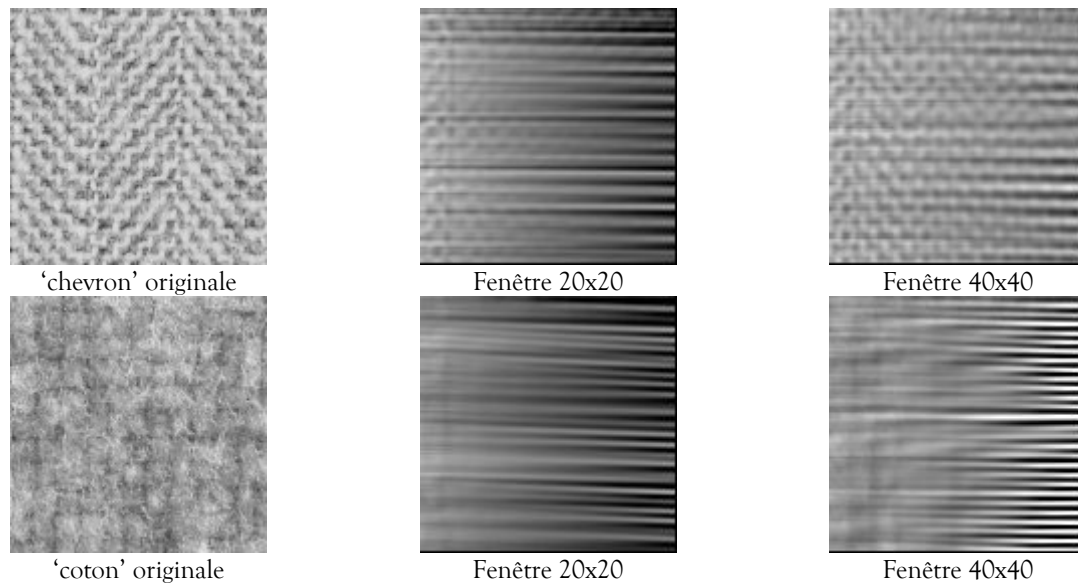 ‘chevron’ originale
Fenêtre 20x20
Fenêtre 40x40
‘coton’ originale
Fenêtre 20x20
Fenêtre 40x40